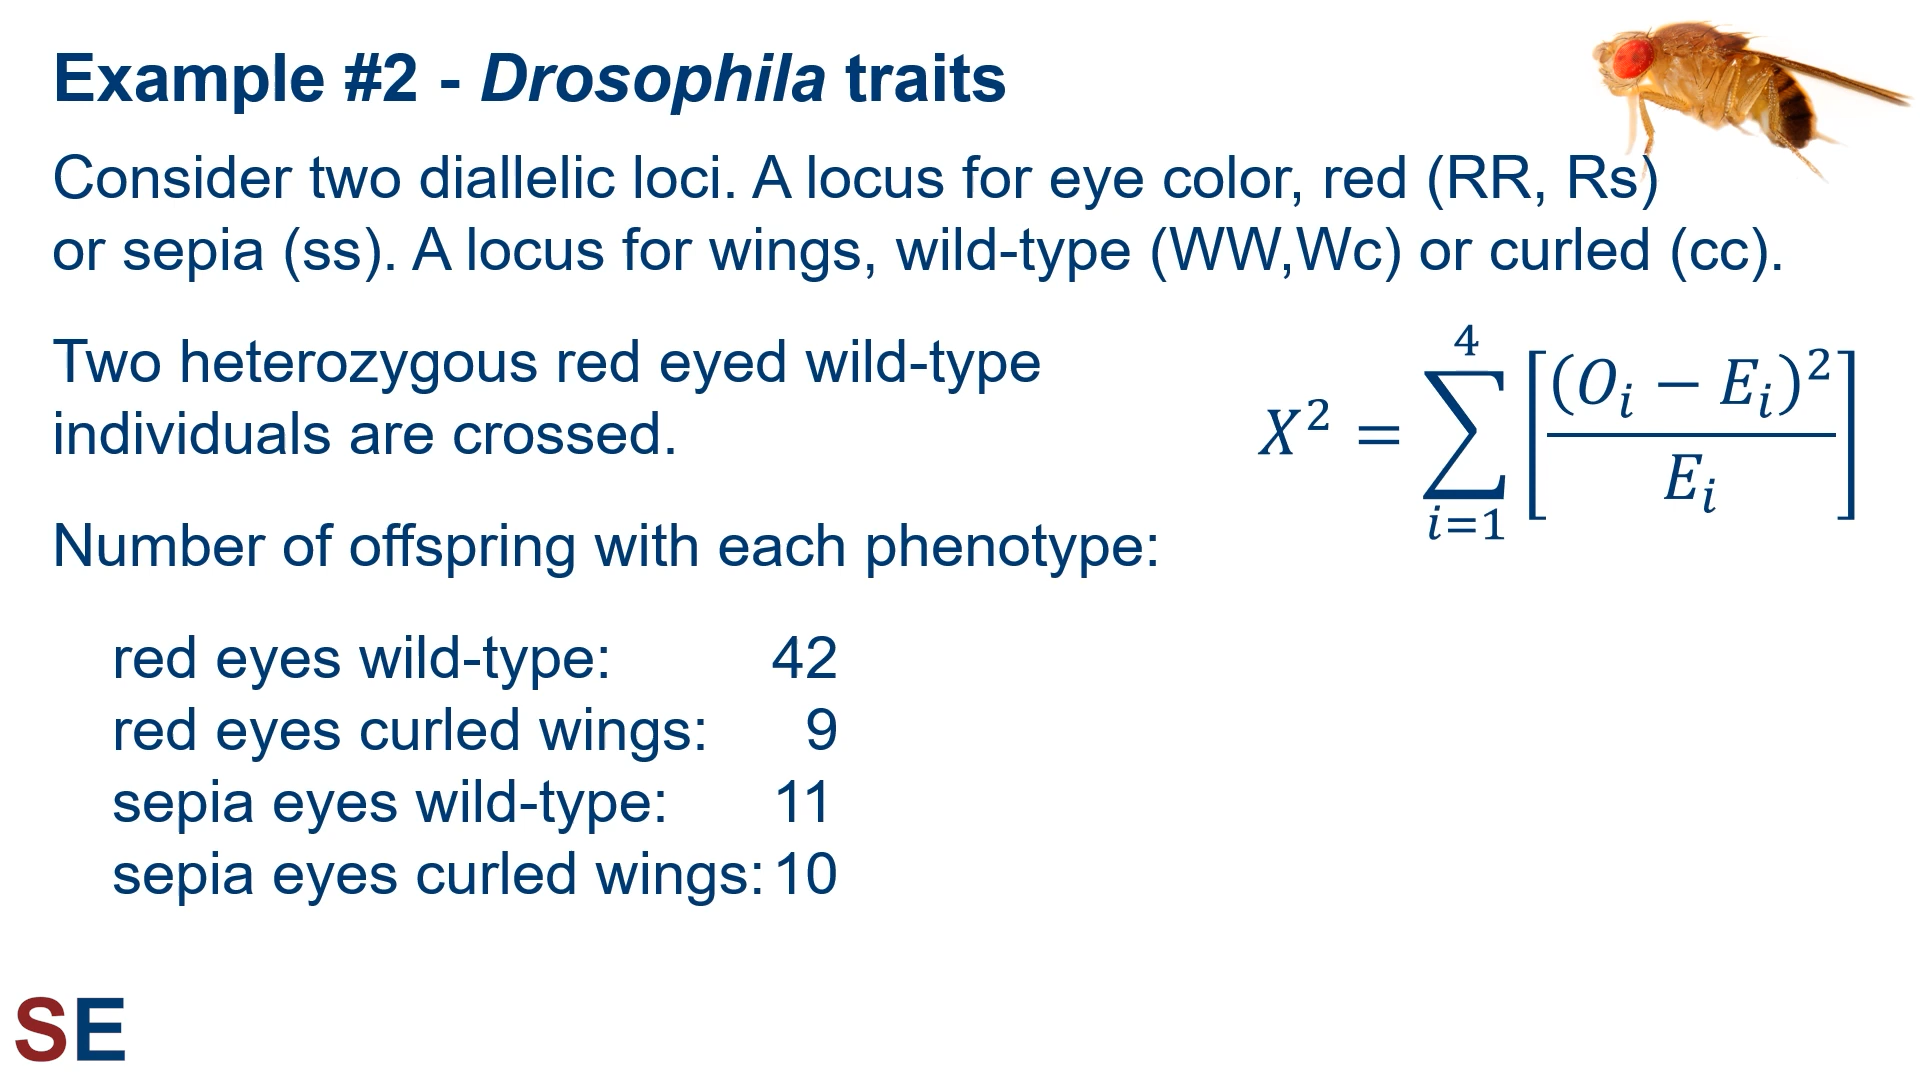 Example #2 - Drosophila traits
Consider two diallelic loci. A locus for eye color, red (RR, Rs)
or sepia (ss). A locus for wings, wild-type (WW,Wc) or curled (cc).
Two heterozygous red eyed wild-type
individuals are crossed.
X² = ∑_{i=1}^{4} [(O_i − E_i)² / E_i]
Number of offspring with each phenotype:
red eyes wild-type: 42
red eyes curled wings: 9
sepia eyes wild-type: 11
sepia eyes curled wings: 10
SE